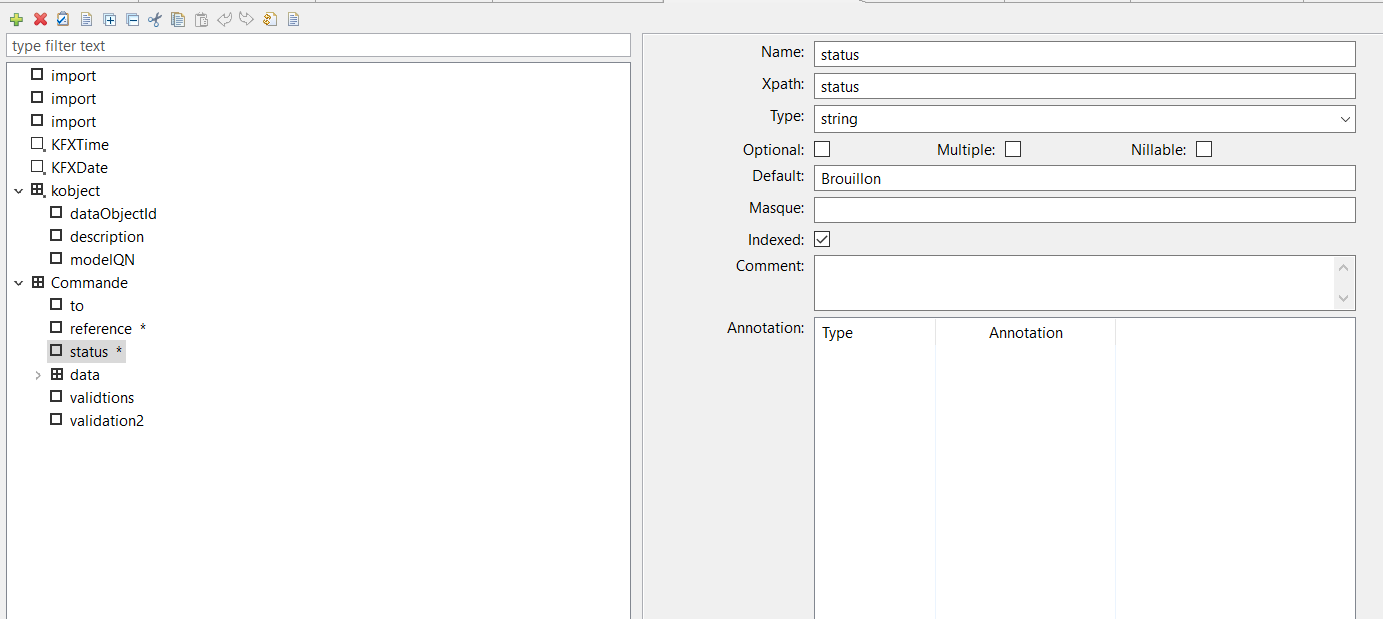 type filter text
import
import
import
KFXTime
KFXDate
kobject
dataObjectId
description
modelQN
Commande
to
reference *
status *
data
validtions
validation2
Name: status
Xpath: status
Type: string
Optional: Multiple: Nillable:
Default: Brouillon
Masque:
Indexed:
Comment:
Annotation: Type Annotation